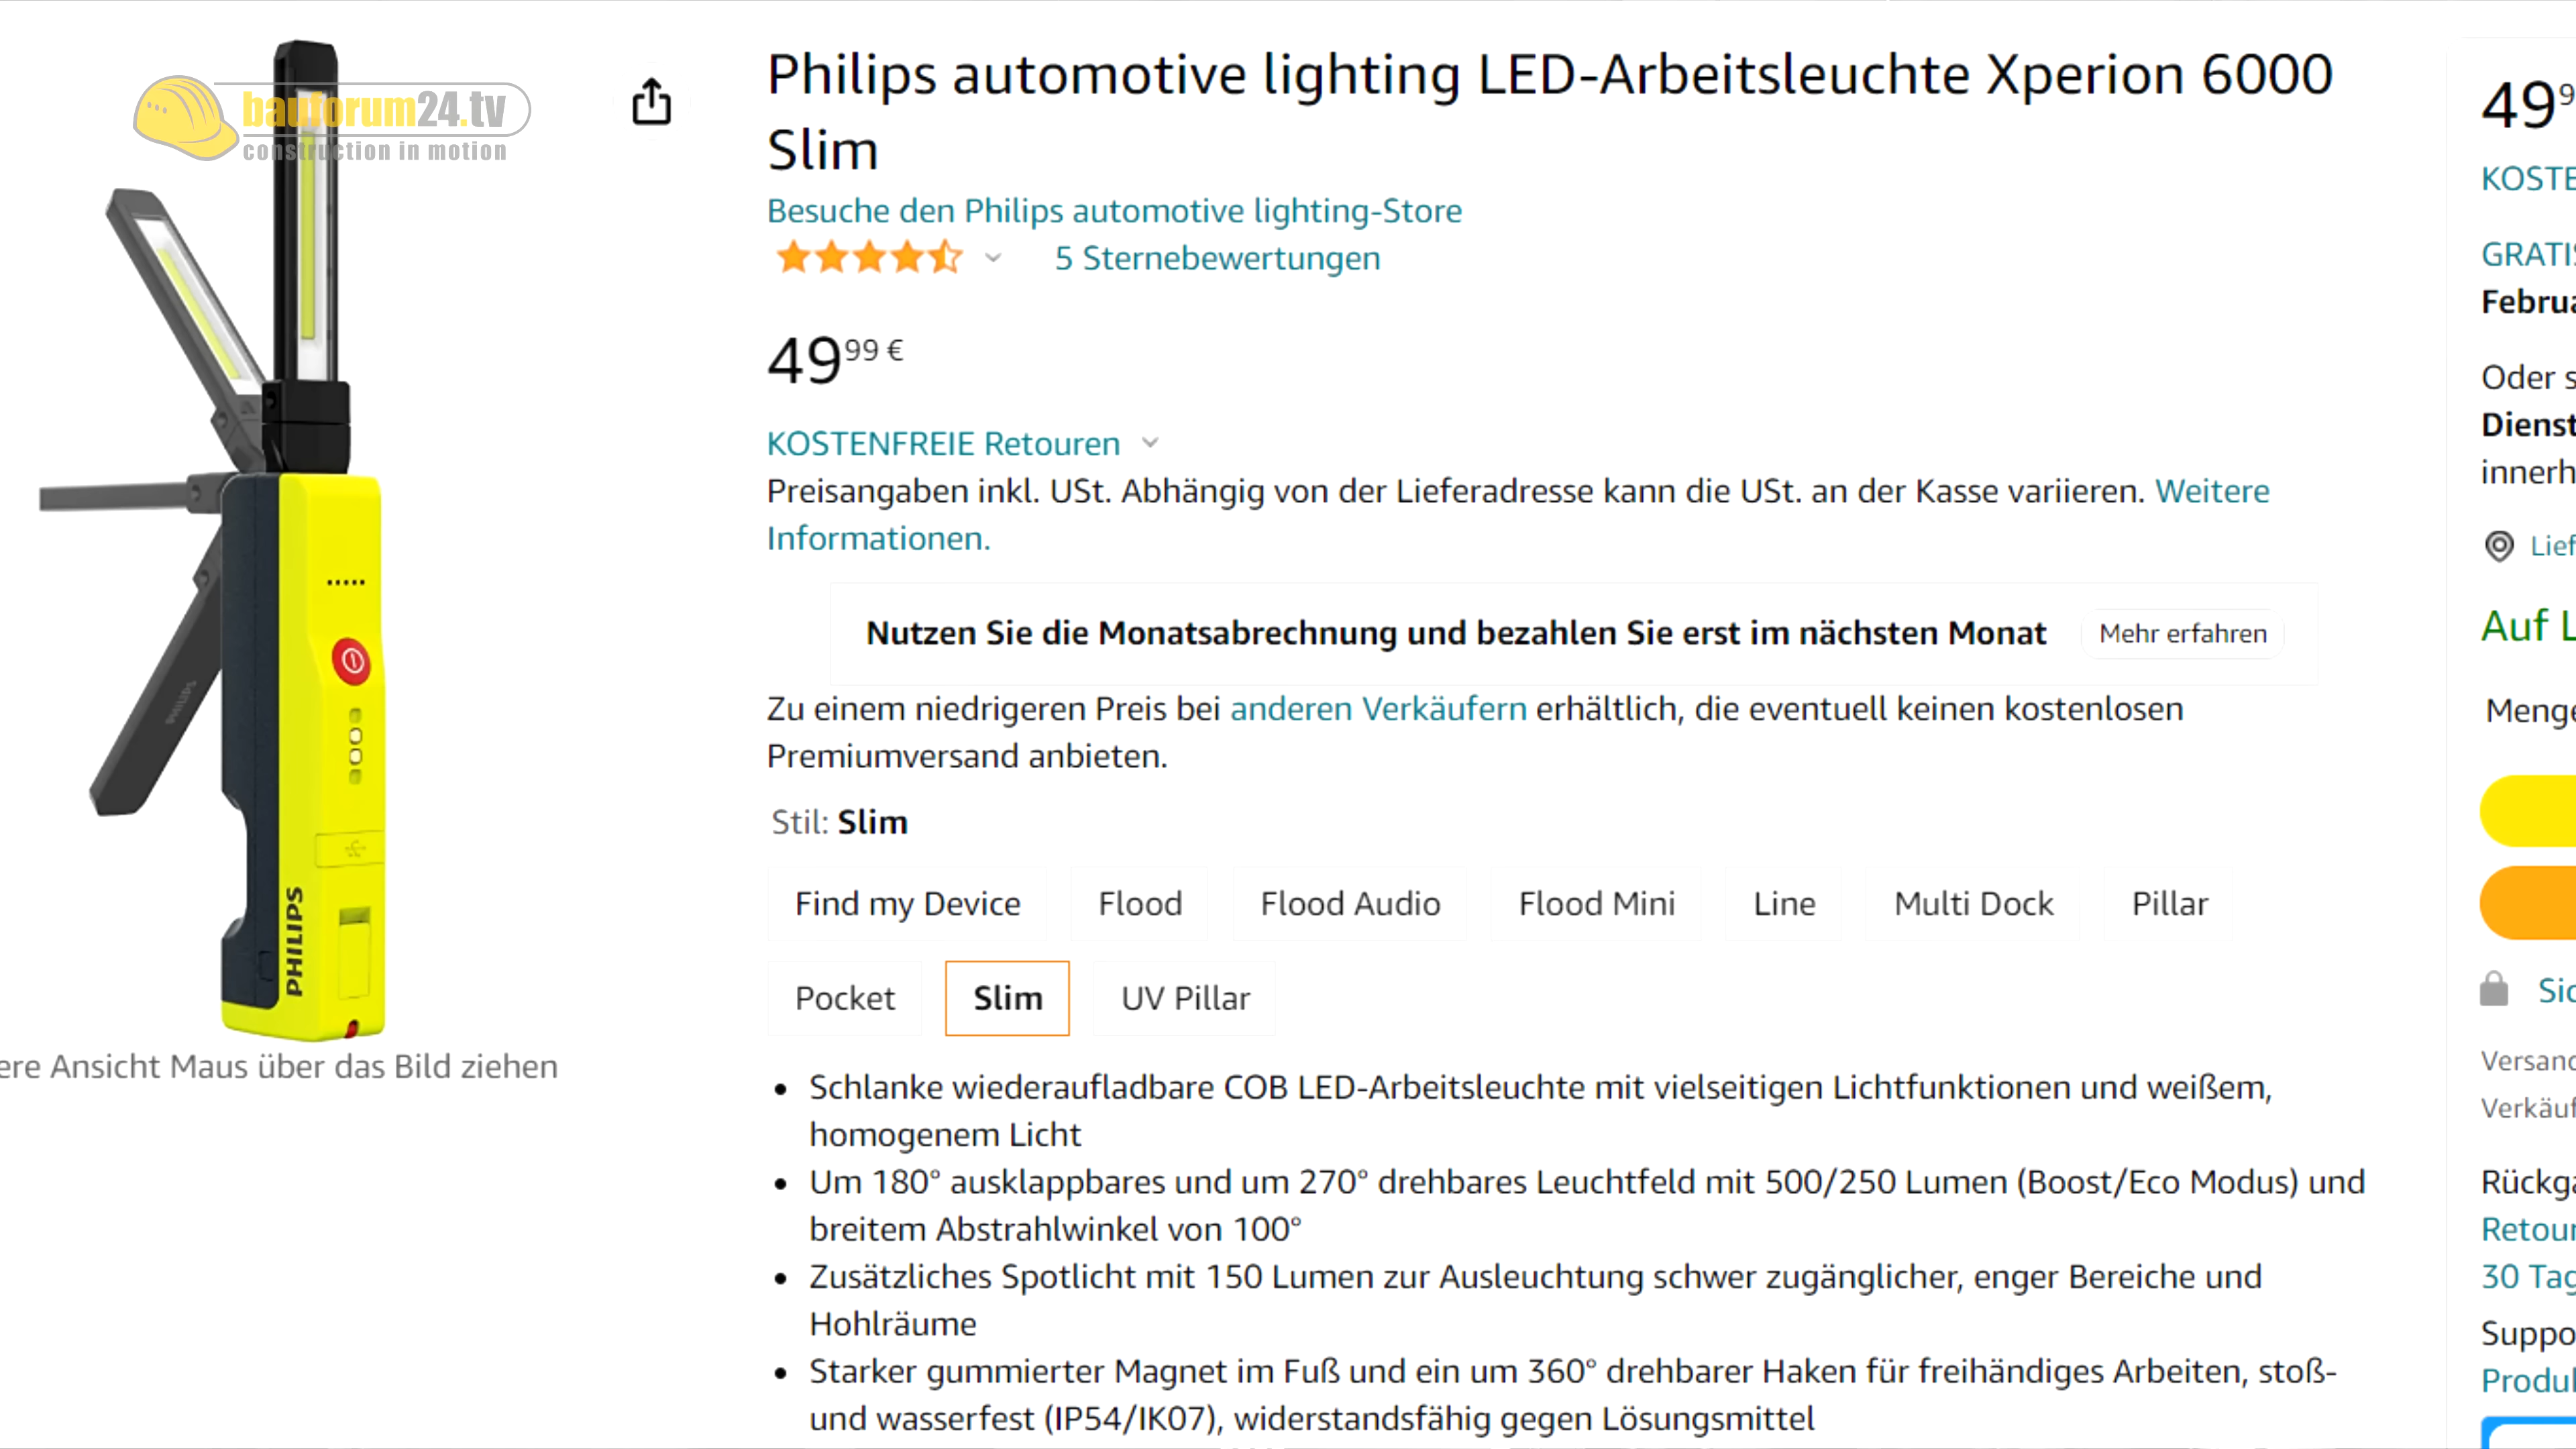 bauforum24.tv
construction in motion
PHILIPS
PHILIPS
ere Ansicht Maus über das Bild ziehen
Philips automotive lighting LED-Arbeitsleuchte Xperion 6000
Slim
Besuche den Philips automotive lighting-Store
5 Sternebewertungen
49 99 €
KOSTENFREIE Retouren
Preisangaben inkl. USt. Abhängig von der Lieferadresse kann die USt. an der Kasse variieren. Weitere
Informationen.
Nutzen Sie die Monatsabrechnung und bezahlen Sie erst im nächsten Monat Mehr erfahren
Zu einem niedrigeren Preis bei anderen Verkäufern erhältlich, die eventuell keinen kostenlosen
Premiumversand anbieten.
Stil: Slim
Find my Device Flood Flood Audio Flood Mini Line Multi Dock Pillar
Pocket Slim UV Pillar
• Schlanke wiederaufladbare COB LED-Arbeitsleuchte mit vielseitigen Lichtfunktionen und weißem,
homogenem Licht
• Um 180° ausklappbares und um 270° drehbares Leuchtfeld mit 500/250 Lumen (Boost/Eco Modus) und
breitem Abstrahlwinkel von 100°
• Zusätzliches Spotlicht mit 150 Lumen zur Ausleuchtung schwer zugänglicher, enger Bereiche und
Hohlräume
• Starker gummierter Magnet im Fuß und ein um 360° drehbarer Haken für freihändiges Arbeiten, stoß-
und wasserfest (IP54/IK07), widerstandsfähig gegen Lösungsmittel
49 9
KOSTE
GRATIS
Februa
Oder s
Dienst
innerh
Lief
Auf L
Menge
Sic
Versand
Verkäuf
Rückga
Retour
30 Tag
Suppo
Produk